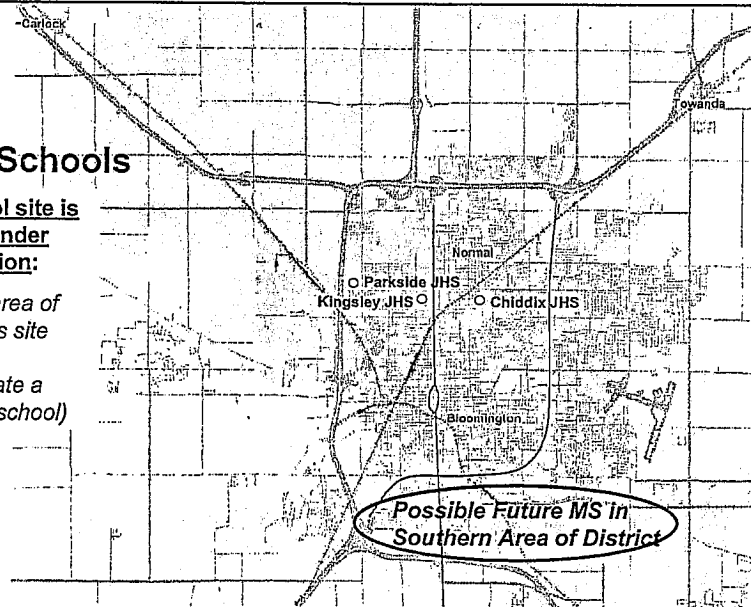 Carlock
Towanda
Schools
ol site is
nder
ion:
area of
s site
ate a
school)
Normal
Parkside JHS
Kingsley JHS
Chiddix JHS
Bloomington
Possible Future MS in
Southern Area of District